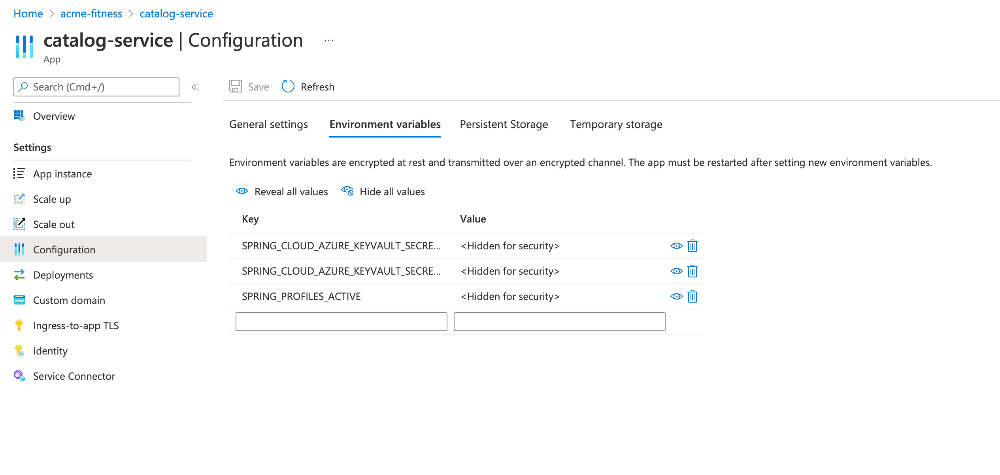 Home > acme-fitness > catalog-service
catalog-service | Configuration ...
App
Search (Cmd+/) «
Overview
Settings
App instance
Scale up
Scale out
Configuration
Deployments
Custom domain
Ingress-to-app TLS
Identity
Service Connector
Save Refresh
General settings Environment variables Persistent Storage Temporary storage
Environment variables are encrypted at rest and transmitted over an encrypted channel. The app must be restarted after setting new environment variables.
Reveal all values Hide all values
Key Value
SPRING_CLOUD_AZURE_KEYVAULT_SECRE... <Hidden for security>
SPRING_CLOUD_AZURE_KEYVAULT_SECRE... <Hidden for security>
SPRING_PROFILES_ACTIVE <Hidden for security>